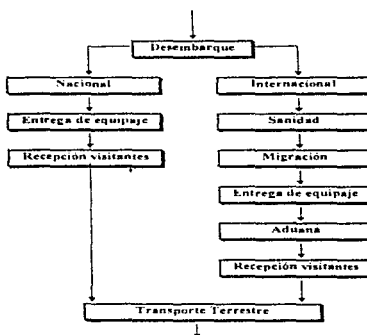 Desembarque
Nacional
Internacional
Entrega de equipaje
Sanidad
Recepción visitantes
Migración
Entrega de equipaje
Aduana
Recepción visitantes
Transporte Terrestre